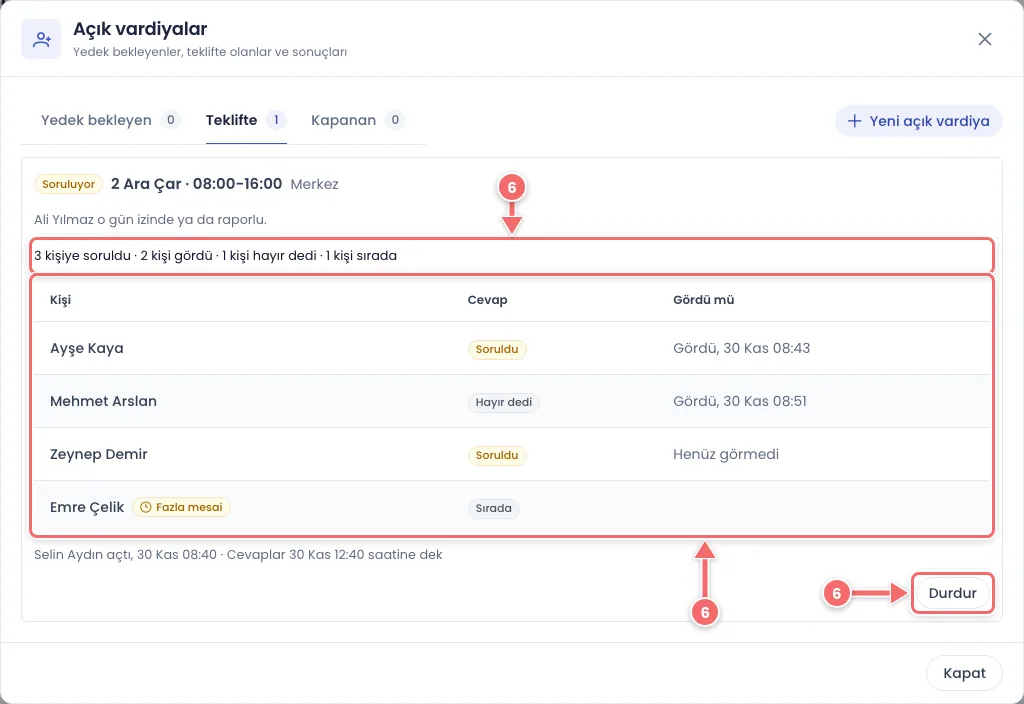 Açık vardiyalar
Yedek bekleyenler, teklifte olanlar ve sonuçları
Yedek bekleyen 0 Teklifte 1 Kapanan 0
Yeni açık vardiya
Soruluyor 2 Ara Çar · 08:00-16:00 Merkez
6
Ali Yılmaz o gün izinde ya da raporlu.
3 kişiye soruldu · 2 kişi gördü · 1 kişi hayır dedi · 1 kişi sırada
Kişi Cevap Gördü mü
Ayşe Kaya Soruldu Gördü, 30 Kas 08:43
Mehmet Arslan Hayır dedi Gördü, 30 Kas 08:51
Zeynep Demir Soruldu Henüz görmedi
Emre Çelik Fazla mesai Sırada
Selin Aydın açtı, 30 Kas 08:40 · Cevaplar 30 Kas 12:40 saatine dek
6 Durdur
6
Kapat